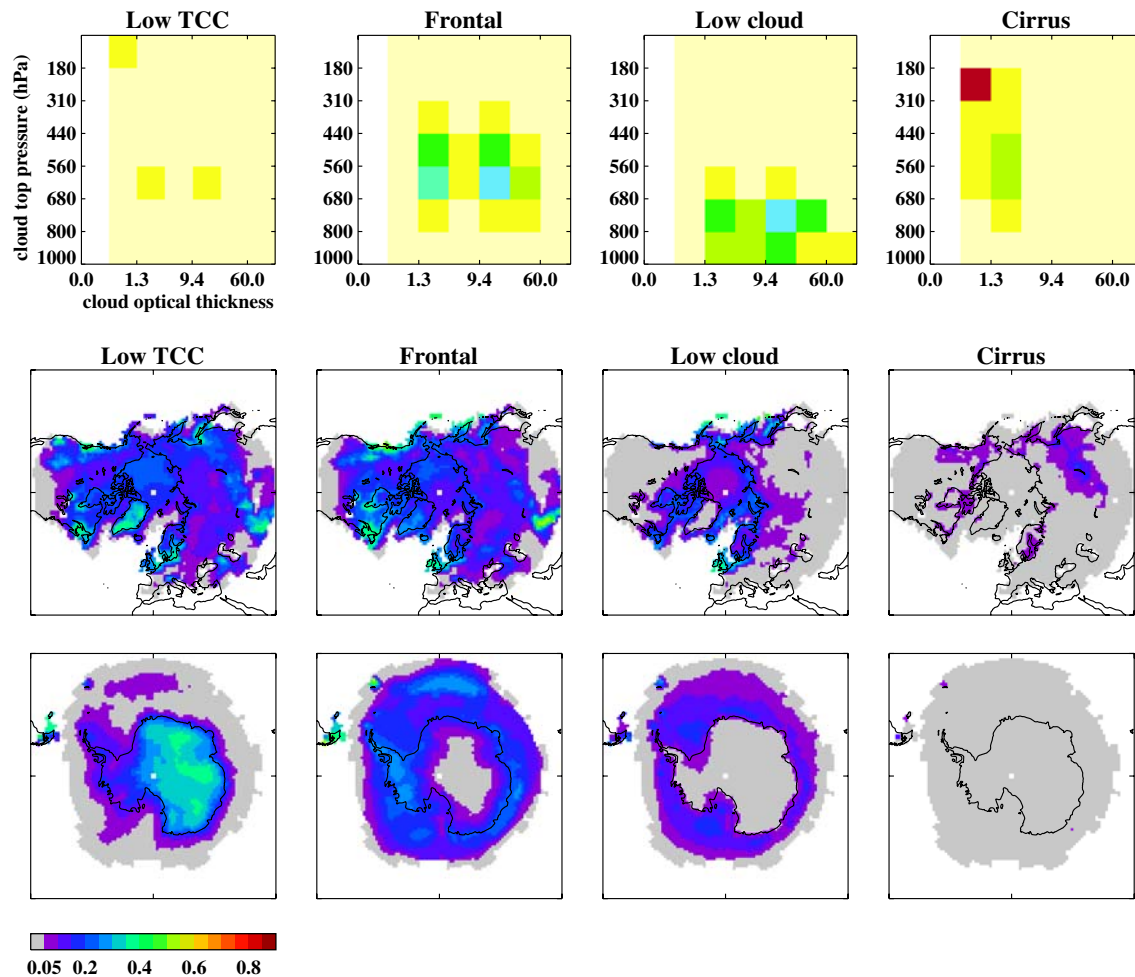 Low TCC Frontal Low cloud Cirrus
cloud top pressure (hPa)
180 180 180 180
310 310 310 310
440 440 440 440
560 560 560 560
680 680 680 680
800 800 800 800
1000 1000 1000 1000
0.0 1.3 9.4 60.0 0.0 1.3 9.4 60.0 0.0 1.3 9.4 60.0 0.0 1.3 9.4 60.0
cloud optical thickness
Low TCC Frontal Low cloud Cirrus
0.05 0.2 0.4 0.6 0.8